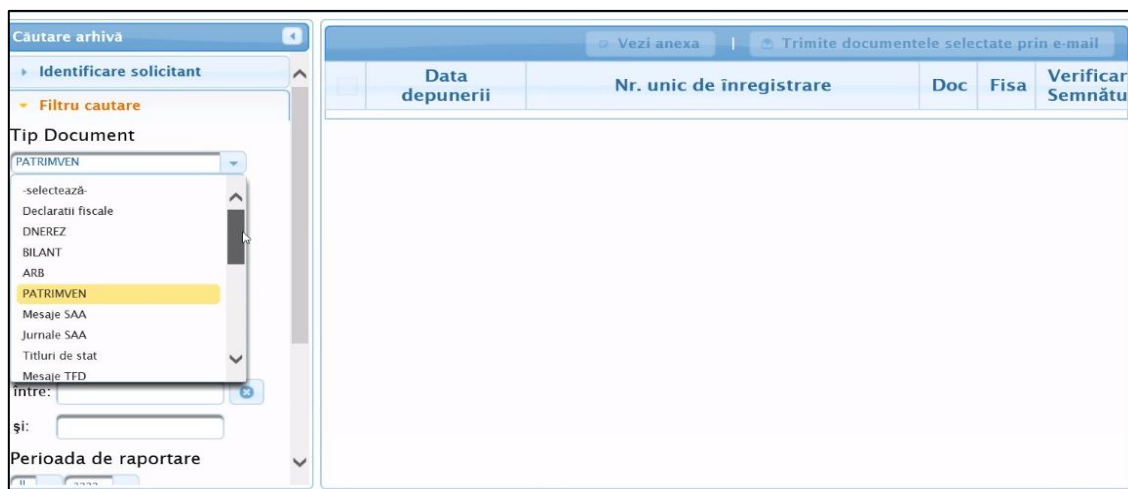 Căutare arhivă
Identificare solicitant
Filtru cautare
Tip Document
PATRIMVEN
-selectează-
Declaratii fiscale
DNEREZ
BILANT
ARB
PATRIMVEN
Mesaje SAA
Jurnale SAA
Titluri de stat
Mesaje TFD
între:
şi:
Perioada de raportare
Vezi anexa | Trimite documentele selectate prin e-mail
Data depunerii
Nr. unic de înregistrare
Doc
Fisa
Verificar
Semnătu